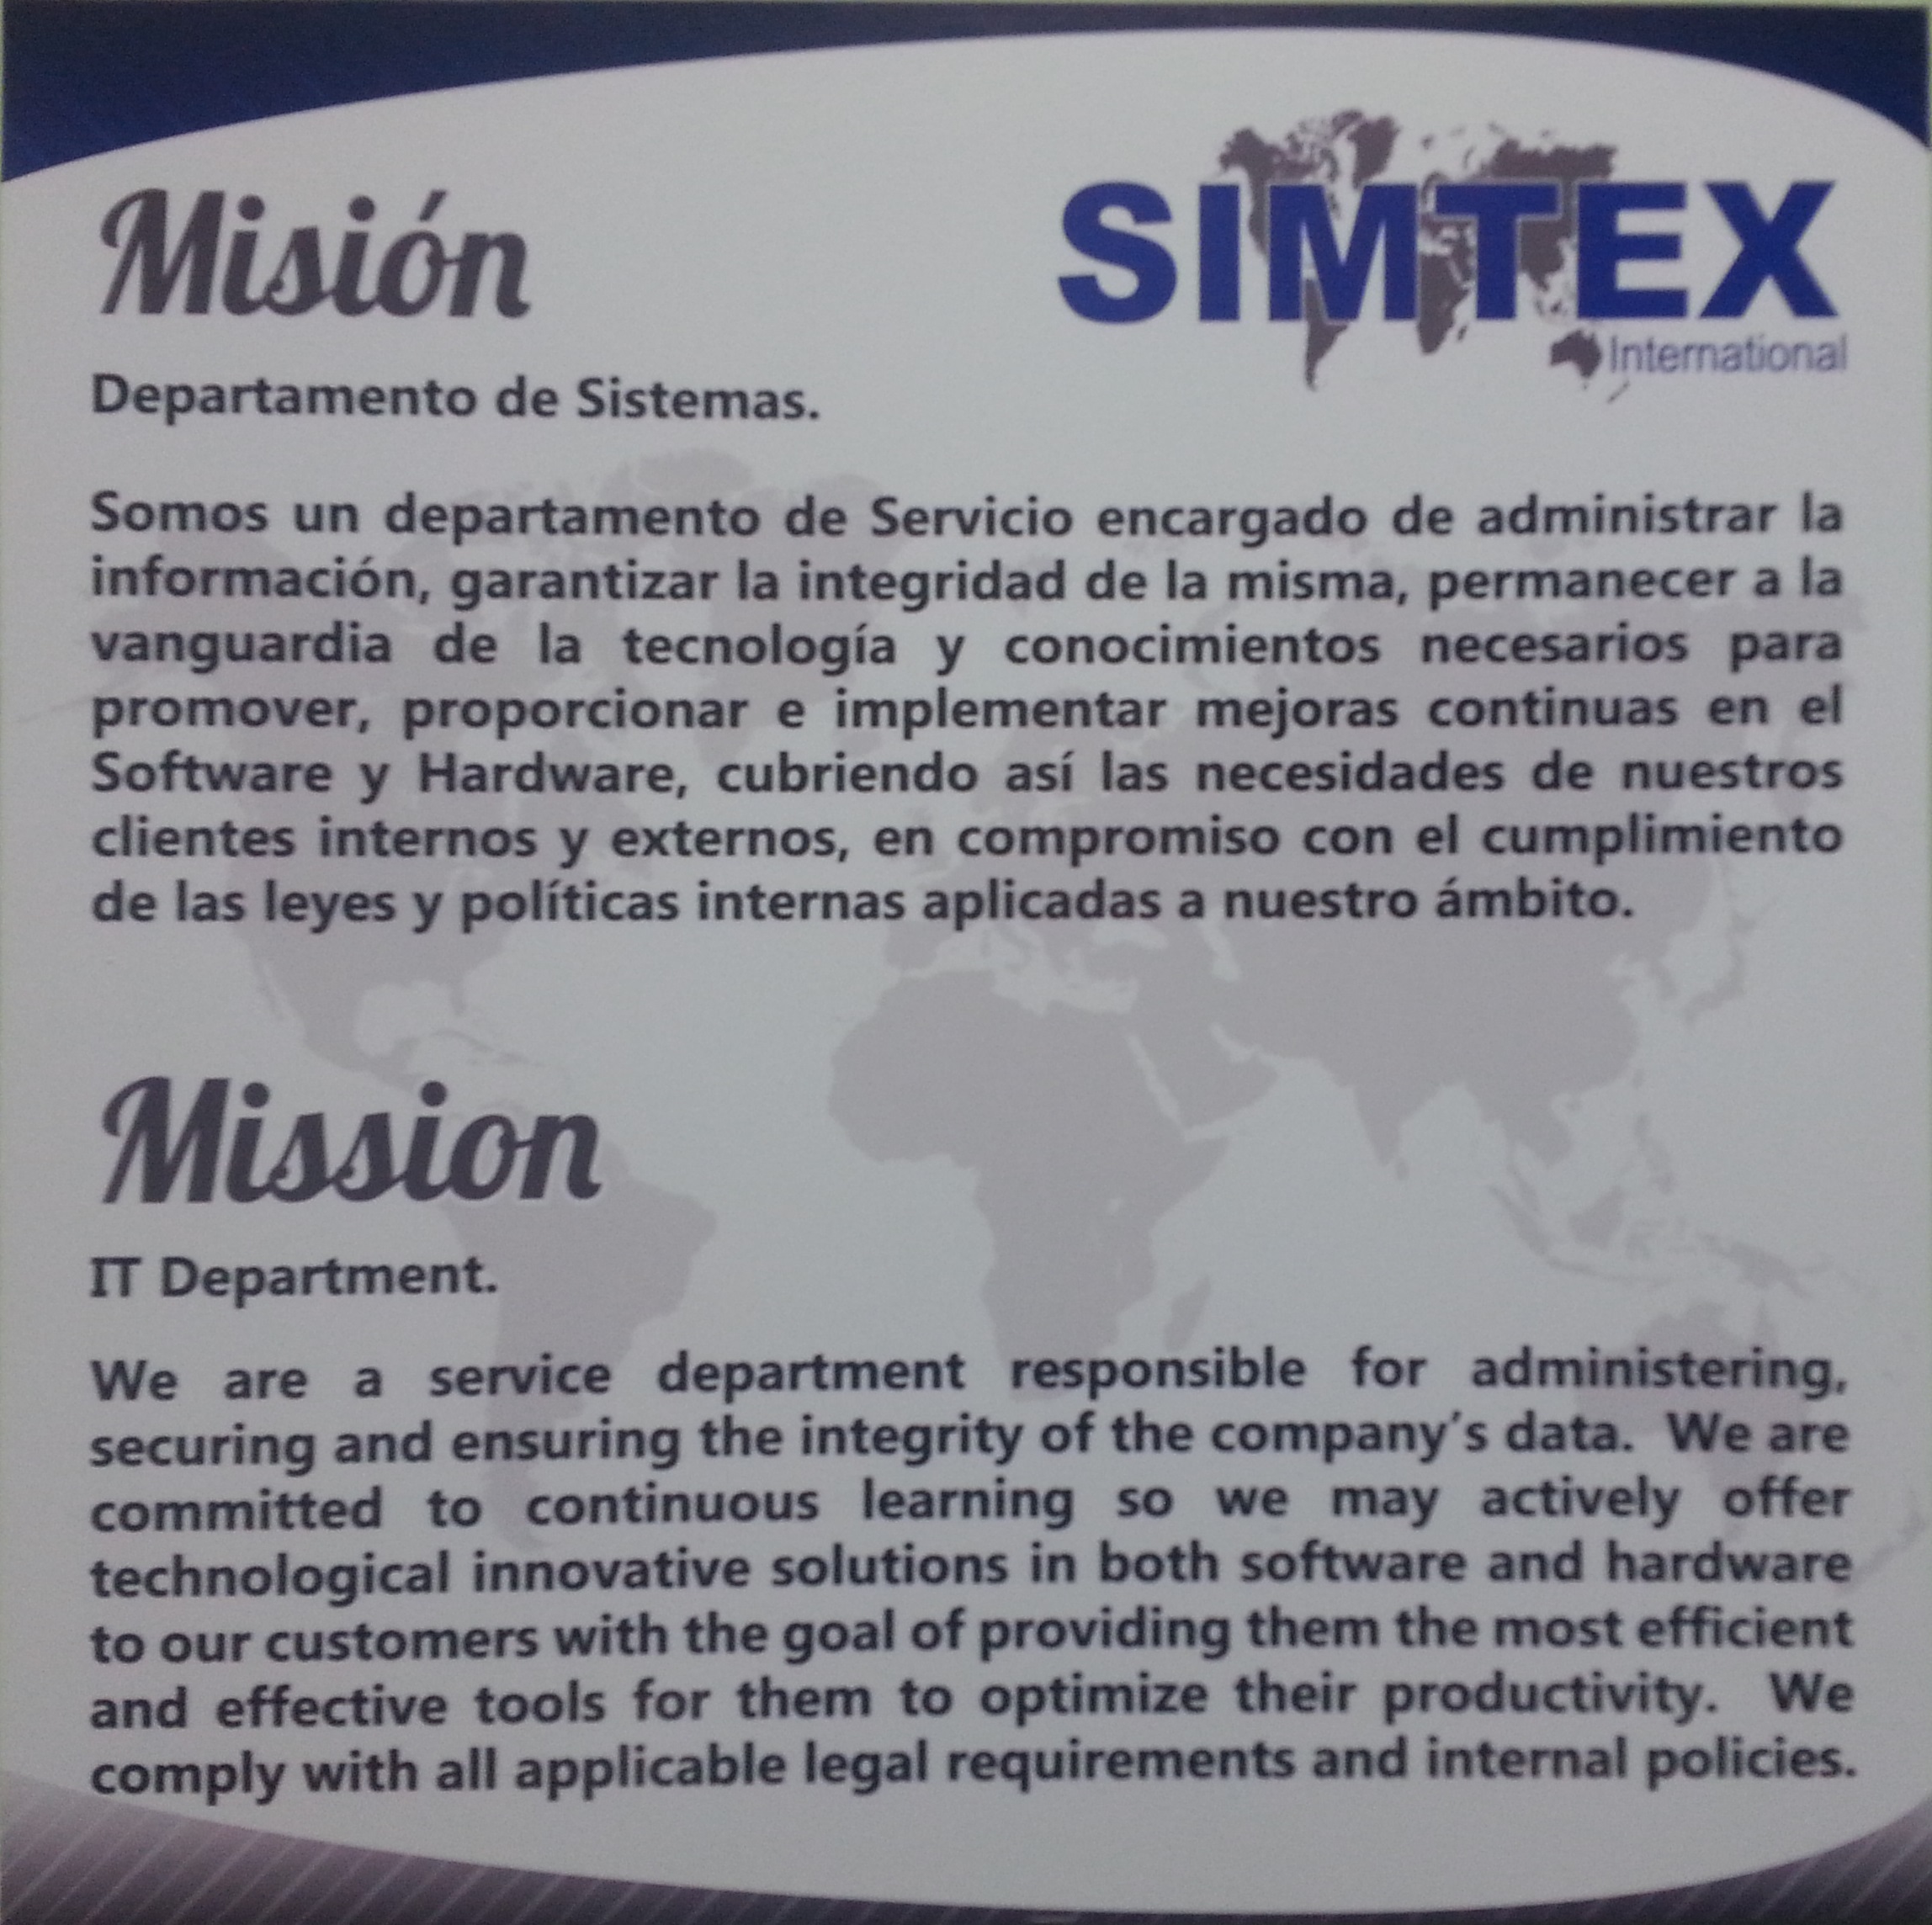 Misión
SIMTEX
International
Departamento de Sistemas.
Somos un departamento de Servicio encargado de administrar la
información, garantizar la integridad de la misma, permanecer a la
vanguardia de la tecnología y conocimientos necesarios para
promover, proporcionar e implementar mejoras continuas en el
Software y Hardware, cubriendo así las necesidades de nuestros
clientes internos y externos, en compromiso con el cumplimiento
de las leyes y políticas internas aplicadas a nuestro ámbito.
Mission
IT Department.
We are a service department responsible for administering,
securing and ensuring the integrity of the company's data. We are
committed to continuous learning so we may actively offer
technological innovative solutions in both software and hardware
to our customers with the goal of providing them the most efficient
and effective tools for them to optimize their productivity. We
comply with all applicable legal requirements and internal policies.